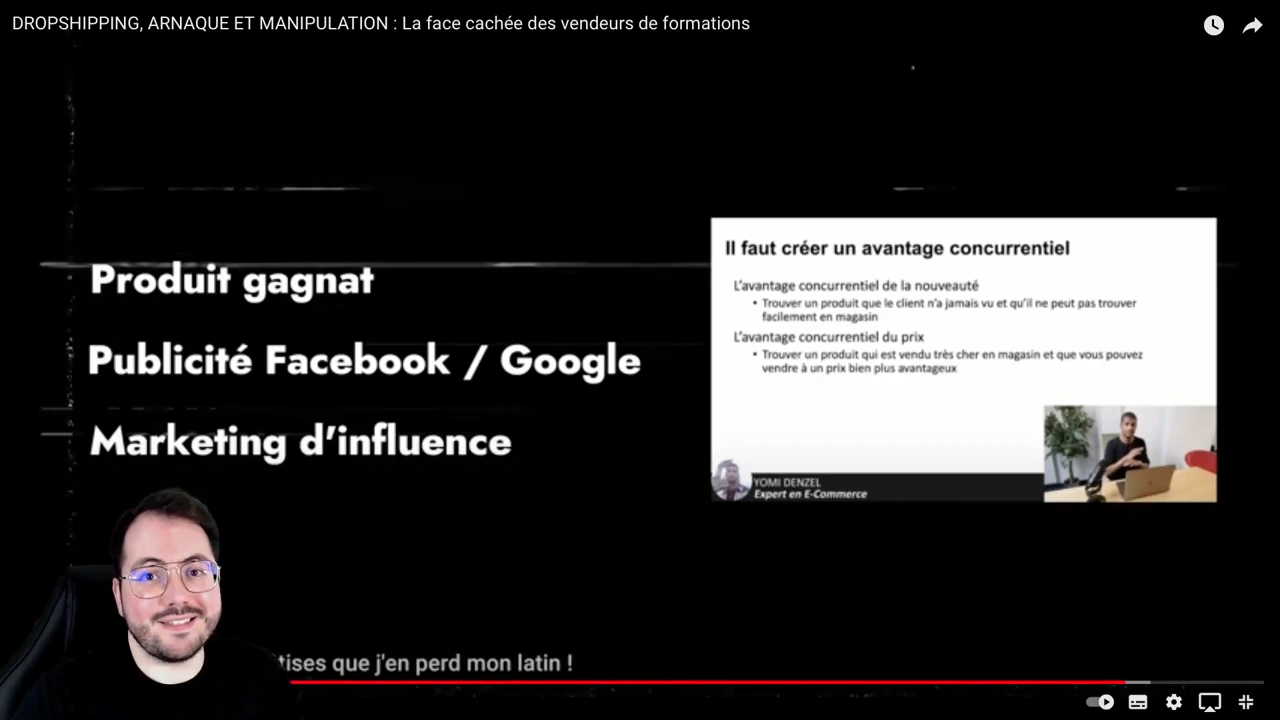 DROPSHIPPING, ARNAQUE ET MANIPULATION : La face cachée des vendeurs de formations
Produit gagnat
Publicité Facebook / Google
Marketing d'influence
Il faut créer un avantage concurrentiel
L'avantage concurrentiel de la nouveauté
• Trouver un produit que le client n'a jamais vu et qu'il ne peut pas trouver
facilement en magasin
L'avantage concurrentiel du prix
• Trouver un produit qui est vendu très cher en magasin et que vous pouvez
vendre à un prix bien plus avantageux
YOMI DENZEL
Expert en E-Commerce
que j'en perd mon latin !